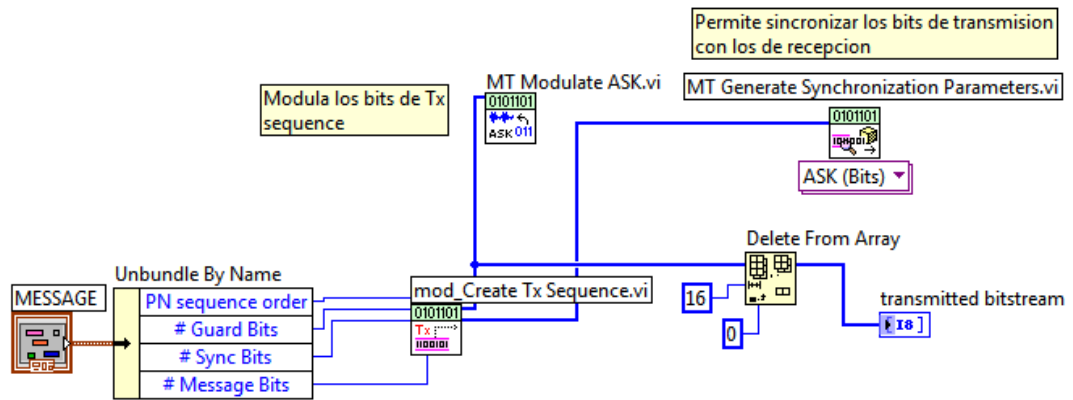 Permite sincronizar los bits de transmision
con los de recepcion
MT Modulate ASK.vi
MT Generate Synchronization Parameters.vi
Modula los bits de Tx
sequence
0101101
ASK 011
0101101
ASK (Bits)
Delete From Array
Unbundle By Name
MESSAGE
PN sequence order
mod_Create Tx Sequence.vi
16
transmitted bitstream
# Guard Bits
0101101
Tx
1100101
I8
0
# Sync Bits
# Message Bits